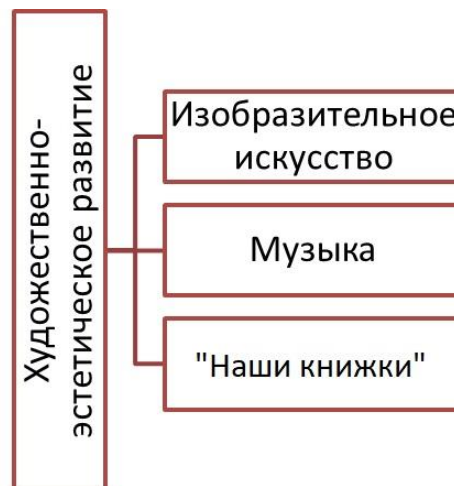 Художественно-
эстетическое развитие
Изобразительное
искусство
Музыка
"Наши книжки"